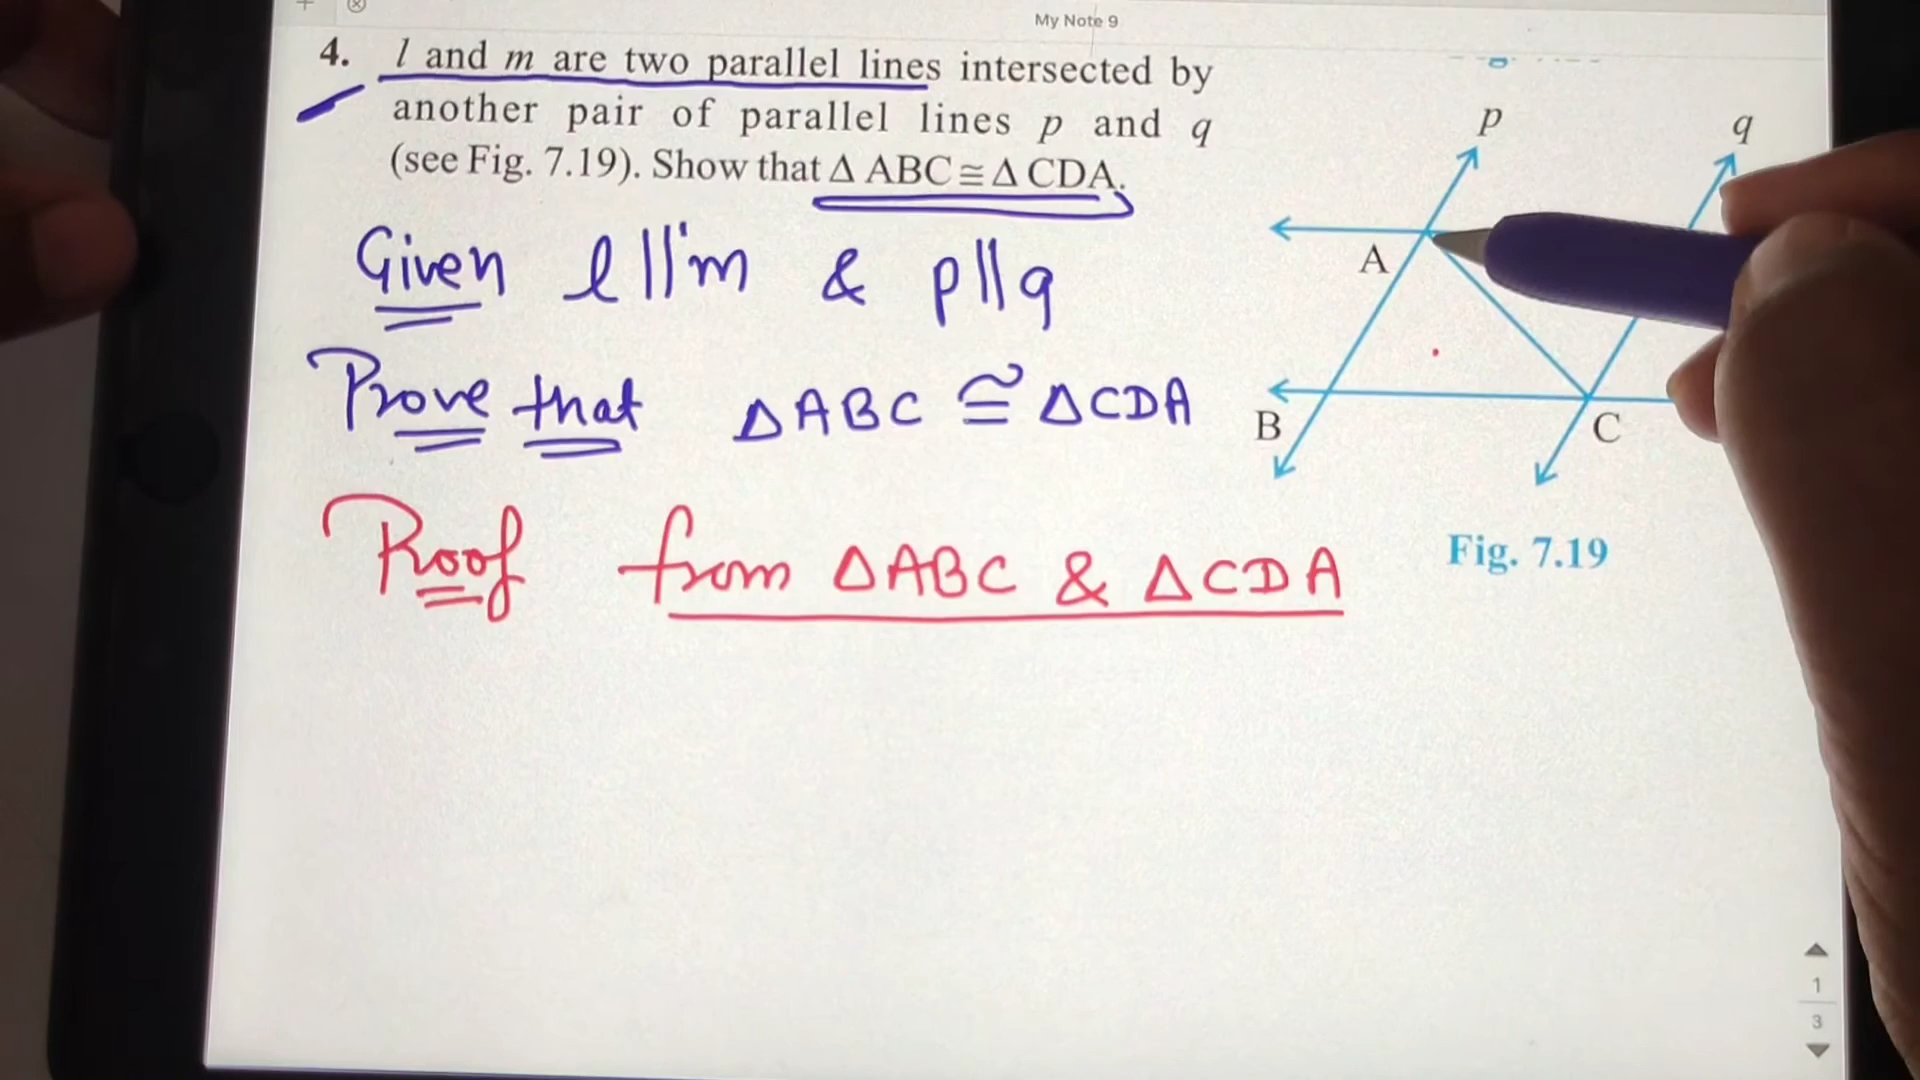 My Note 9
4. l and m are two parallel lines intersected by
another pair of parallel lines p and q
(see Fig. 7.19). Show that Δ ABC ≅ Δ CDA.
p
q
A
B
C
Fig. 7.19
Given l || m & p || q
Prove that ΔABC ≅ ΔCDA
Proof from ΔABC & ΔCDA
1
3